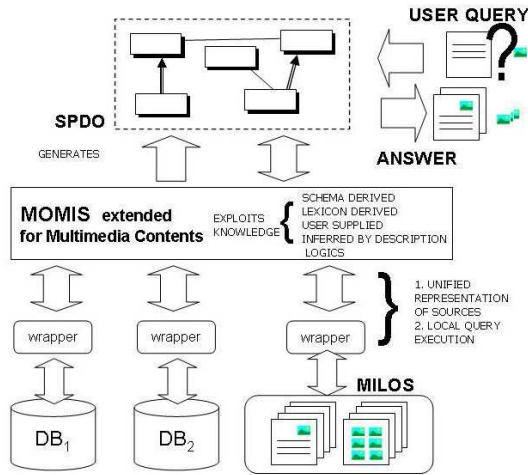 USER QUERY
?
SPDO
GENERATES
ANSWER
MOMIS extended
for Multimedia Contents
EXPLOITS
KNOWLEDGE
SCHEMA DERIVED
LEXICON DERIVED
USER SUPPLIED
INFERRED BY DESCRIPTION
LOGICS
1. UNIFIED
REPRESENTATION
OF SOURCES
2. LOCAL QUERY
EXECUTION
wrapper
wrapper
wrapper
MILOS
DB1
DB2